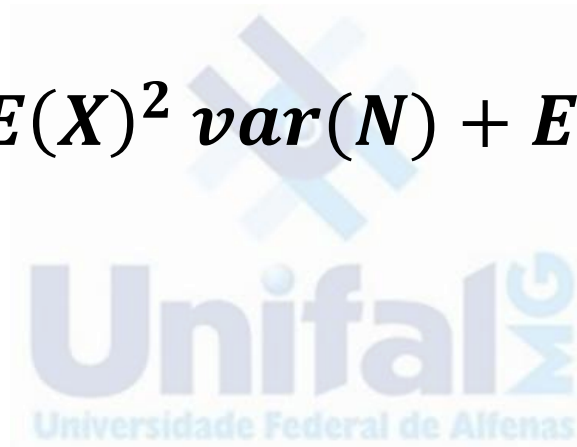 E(X)² var(N) + E
Unifal MG
Universidade Federal de Alfenas